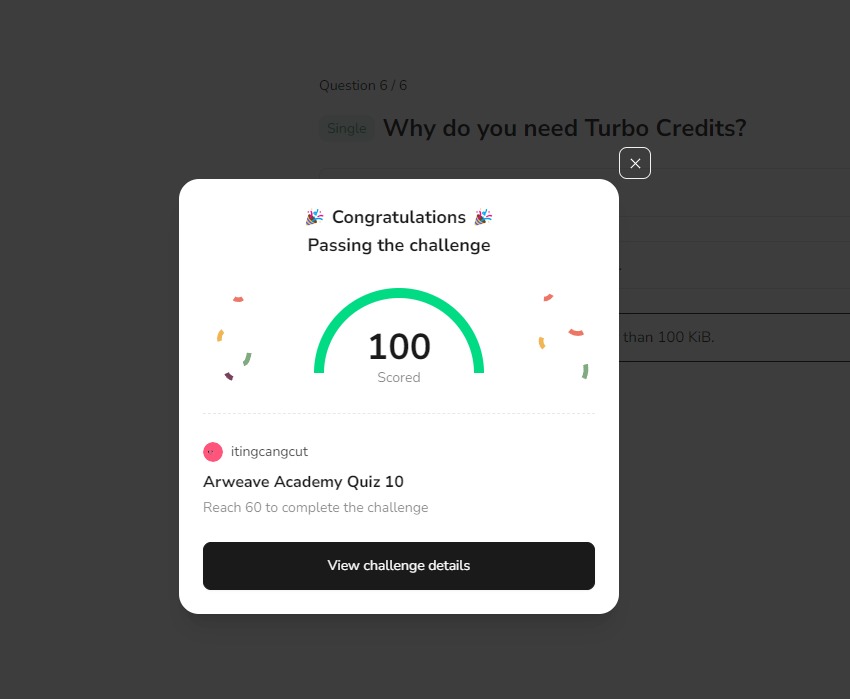 Question 6 / 6
Single Why do you need Turbo Credits?
🎉 Congratulations 🎉
Passing the challenge
100
Scored
than 100 KiB.
itingcangcut
Arweave Academy Quiz 10
Reach 60 to complete the challenge
View challenge details